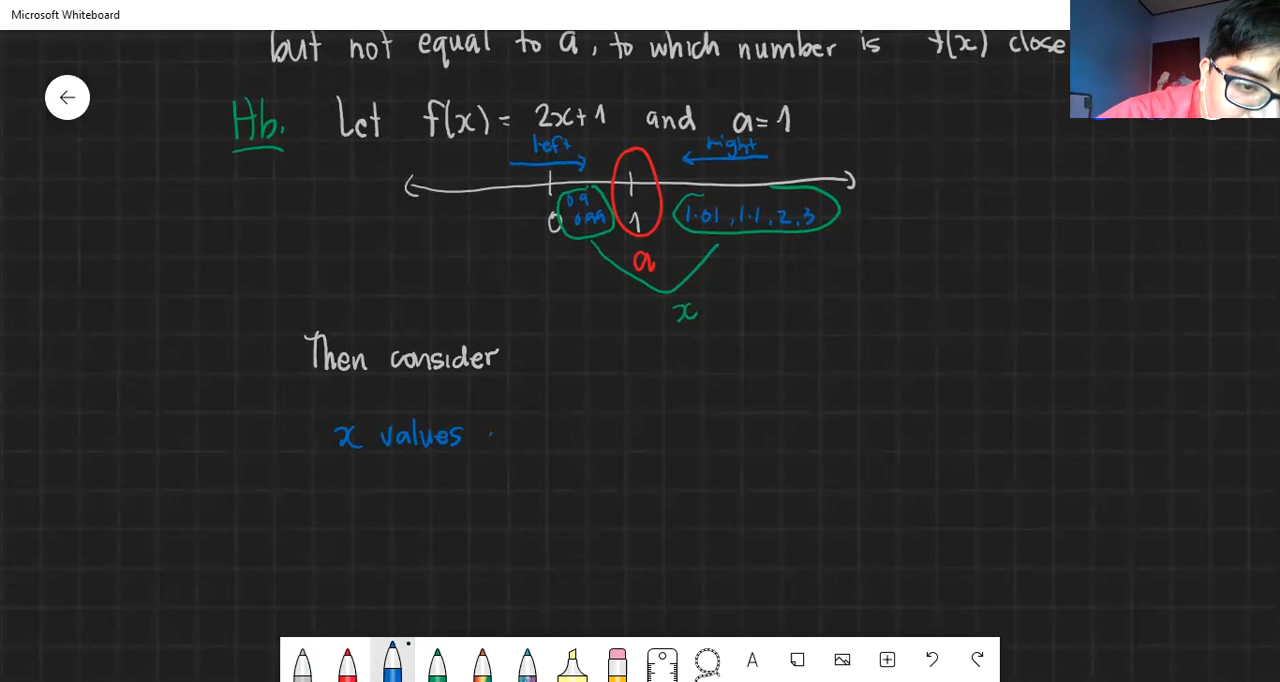 Microsoft Whiteboard
but not equal to a, to which number is f(x) close
Hb. Let f(x) = 2x+1 and a=1
left right
0.9
0 0.99 1 1.01, 1.1, 2, 3
a
x
Then consider
x values
A